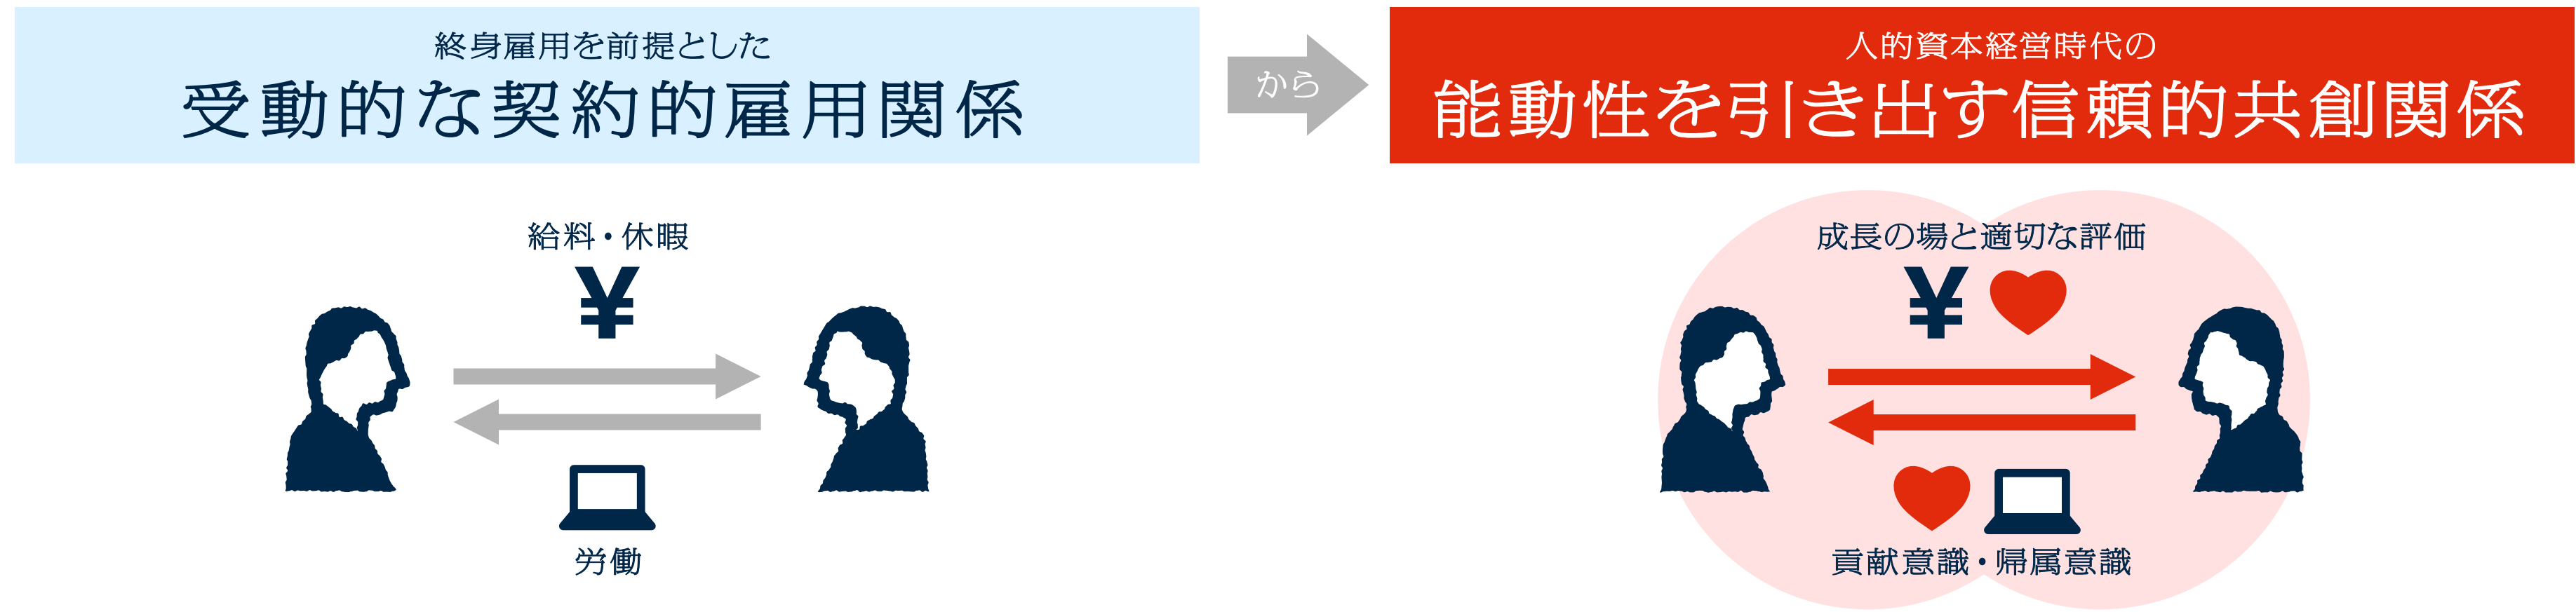 終身雇用を前提とした
受動的な契約的雇用関係
から
人的資本経営時代の
能動性を引き出す信頼的共創関係
給料・休暇
¥
労働
成長の場と適切な評価
¥
貢献意識・帰属意識